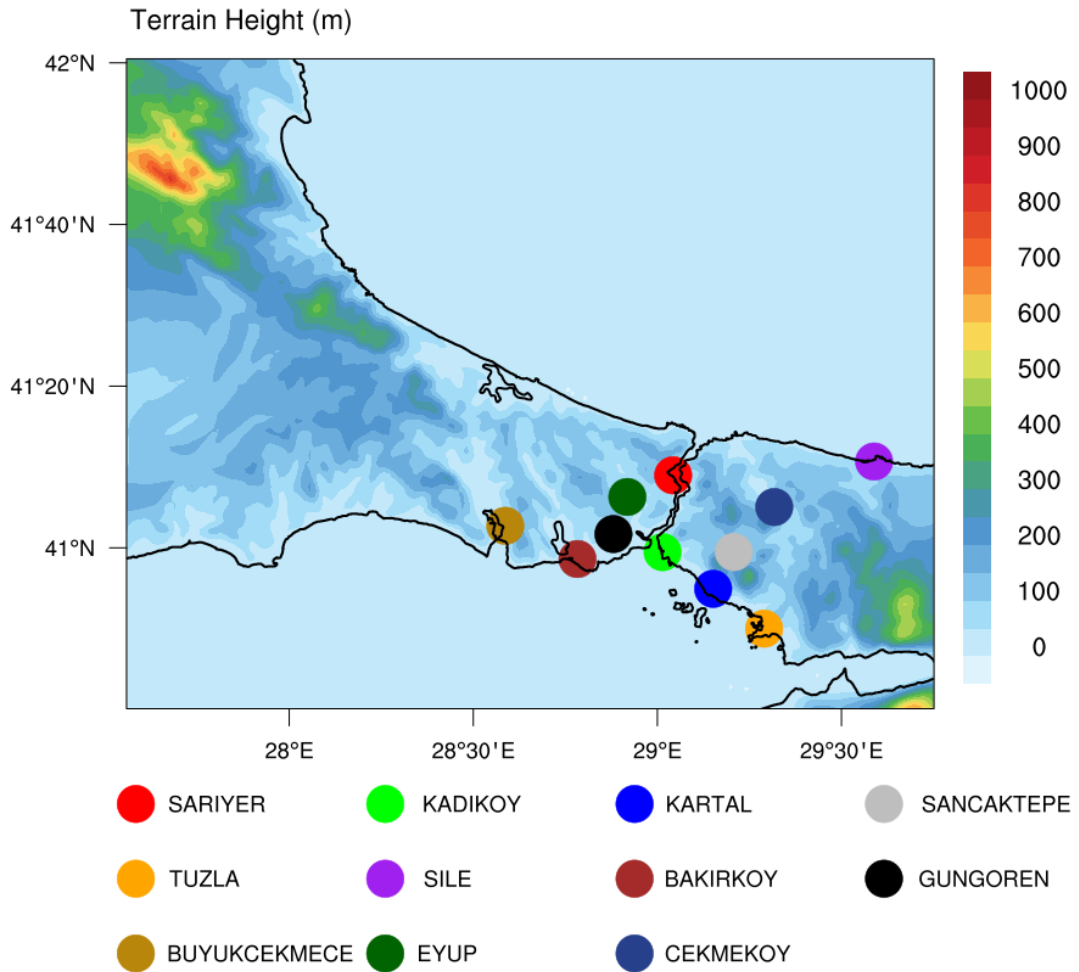 Terrain Height (m)
42°N
41°40'N
41°20'N
41°N
28°E
28°30'E
29°E
29°30'E
1000
900
800
700
600
500
400
300
200
100
0
SARIYER
KADIKOY
KARTAL
SANCAKTEPE
TUZLA
SILE
BAKIRKOY
GUNGOREN
BUYUKCEKMECE
EYUP
CEKMEKOY